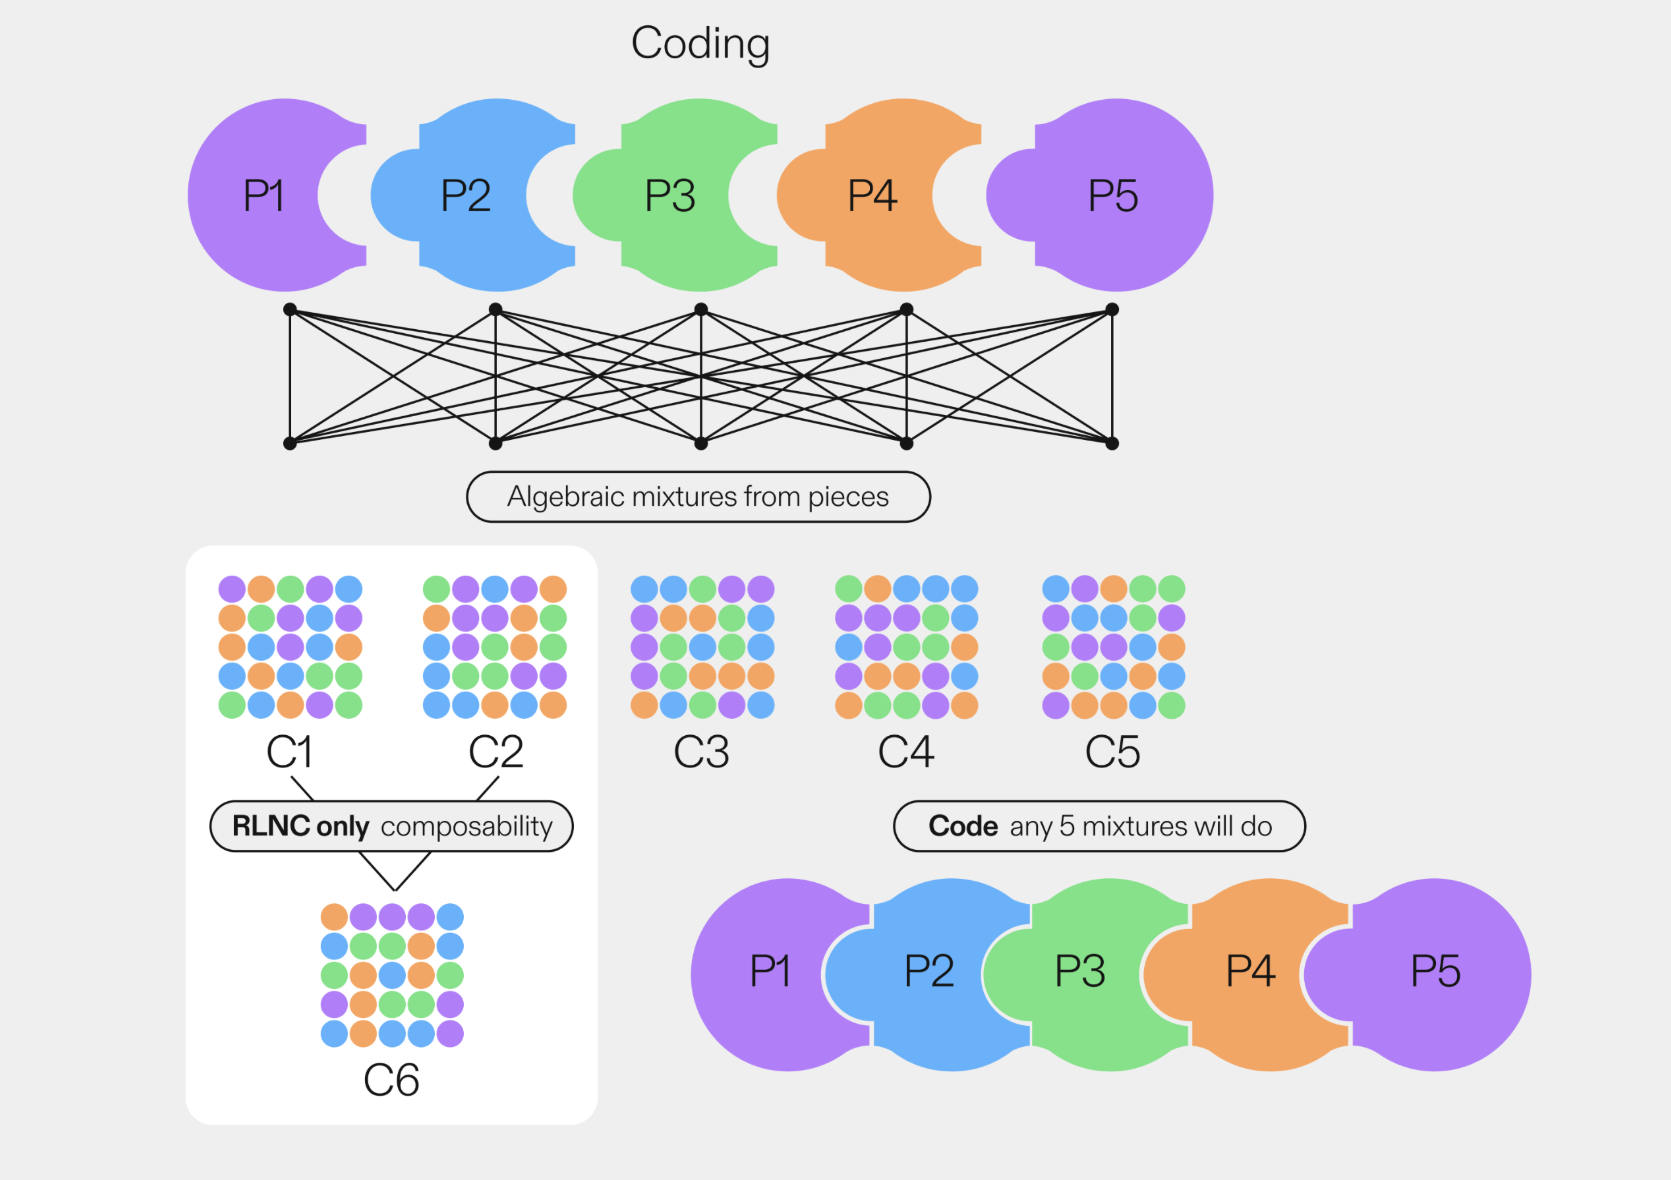 Coding
P1 P2 P3 P4 P5
Algebraic mixtures from pieces
C1 C2 C3 C4 C5
RLNC only composability
Code any 5 mixtures will do
P1 P2 P3 P4 P5
C6